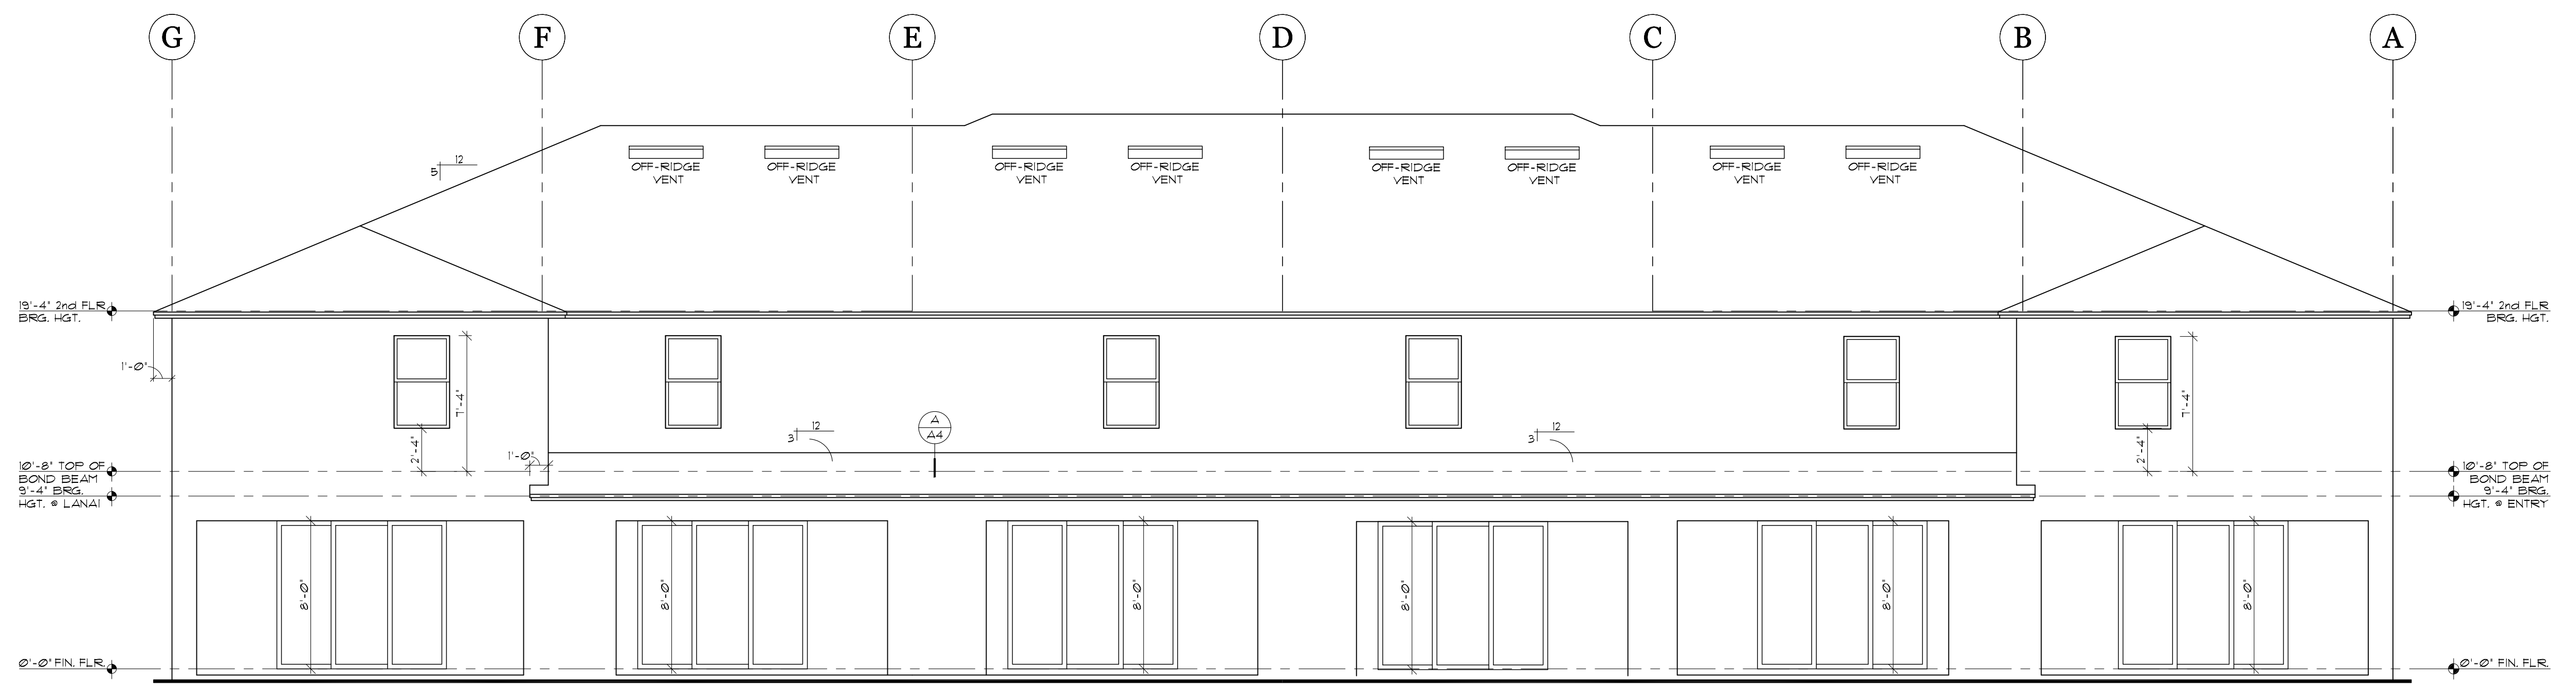 G F E D C B A
12
5
OFF-RIDGE OFF-RIDGE OFF-RIDGE OFF-RIDGE OFF-RIDGE OFF-RIDGE OFF-RIDGE OFF-RIDGE
VENT VENT VENT VENT VENT VENT VENT VENT
19'-4" 2nd FLR
BRG. HGT.
19'-4" 2nd FLR
BRG. HGT.
1'-0"
7'-4"
7'-4"
2'-4"
2'-4"
12
3
A
A4
12
3
1'-0"
10'-8" TOP OF
BOND BEAM
9'-4" BRG.
HGT. @ LANAI
10'-8" TOP OF
BOND BEAM
9'-4" BRG.
HGT. @ ENTRY
8'-0" 8'-0" 8'-0" 8'-0" 8'-0" 8'-0"
0'-0" FIN. FLR.
0'-0" FIN. FLR.